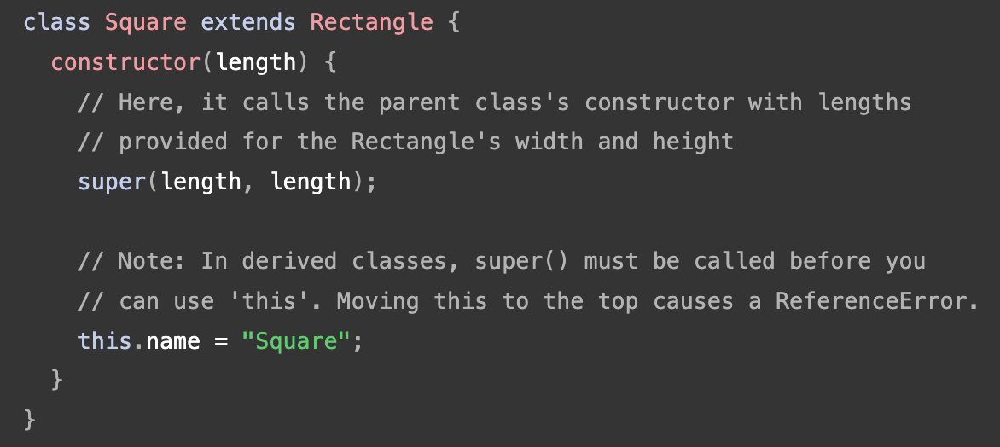 class Square extends Rectangle {
  constructor(length) {
    // Here, it calls the parent class's constructor with lengths
    // provided for the Rectangle's width and height
    super(length, length);

    // Note: In derived classes, super() must be called before you
    // can use 'this'. Moving this to the top causes a ReferenceError.
    this.name = "Square";
  }
}